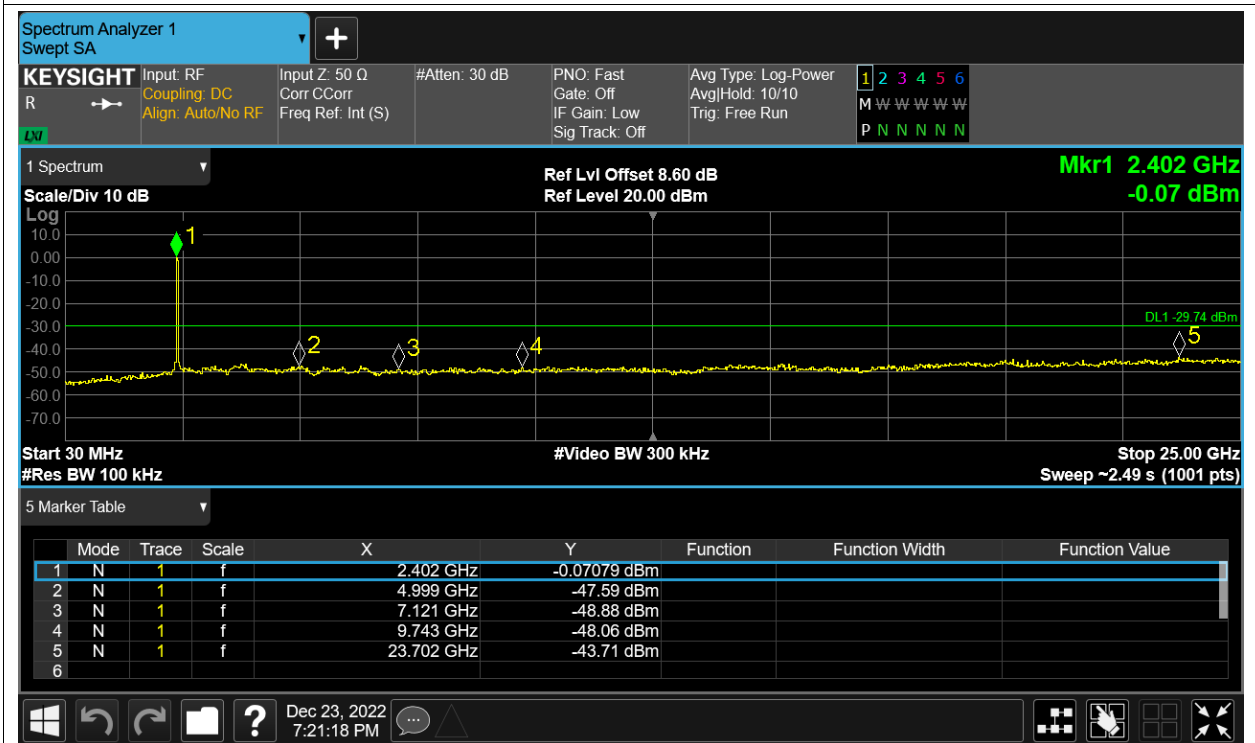 Spectrum Analyzer 1
Swept SA
KEYSIGHT
R
LXI
Input: RF
Coupling: DC
Align: Auto/No RF
Input Z: 50 Ω
Corr CCorr
Freq Ref: Int (S)
#Atten: 30 dB
PNO: Fast
Gate: Off
IF Gain: Low
Sig Track: Off
Avg Type: Log-Power
Avg|Hold: 10/10
Trig: Free Run
1 2 3 4 5 6
M W W W W W
P N N N N N
1 Spectrum
Scale/Div 10 dB
Ref Lvl Offset 8.60 dB
Ref Level 20.00 dBm
Mkr1 2.402 GHz
-0.07 dBm
Log
10.0
0.00
-10.0
-20.0
-30.0
-40.0
-50.0
-60.0
-70.0
1
2
3
4
5
DL1 -29.74 dBm
Start 30 MHz
#Video BW 300 kHz
Stop 25.00 GHz
#Res BW 100 kHz
Sweep ~2.49 s (1001 pts)
5 Marker Table
Mode Trace Scale X Y Function Function Width Function Value
1 N 1 f 2.402 GHz -0.07079 dBm
2 N 1 f 4.999 GHz -47.59 dBm
3 N 1 f 7.121 GHz -48.88 dBm
4 N 1 f 9.743 GHz -48.06 dBm
5 N 1 f 23.702 GHz -43.71 dBm
6
?
Dec 23, 2022
7:21:18 PM